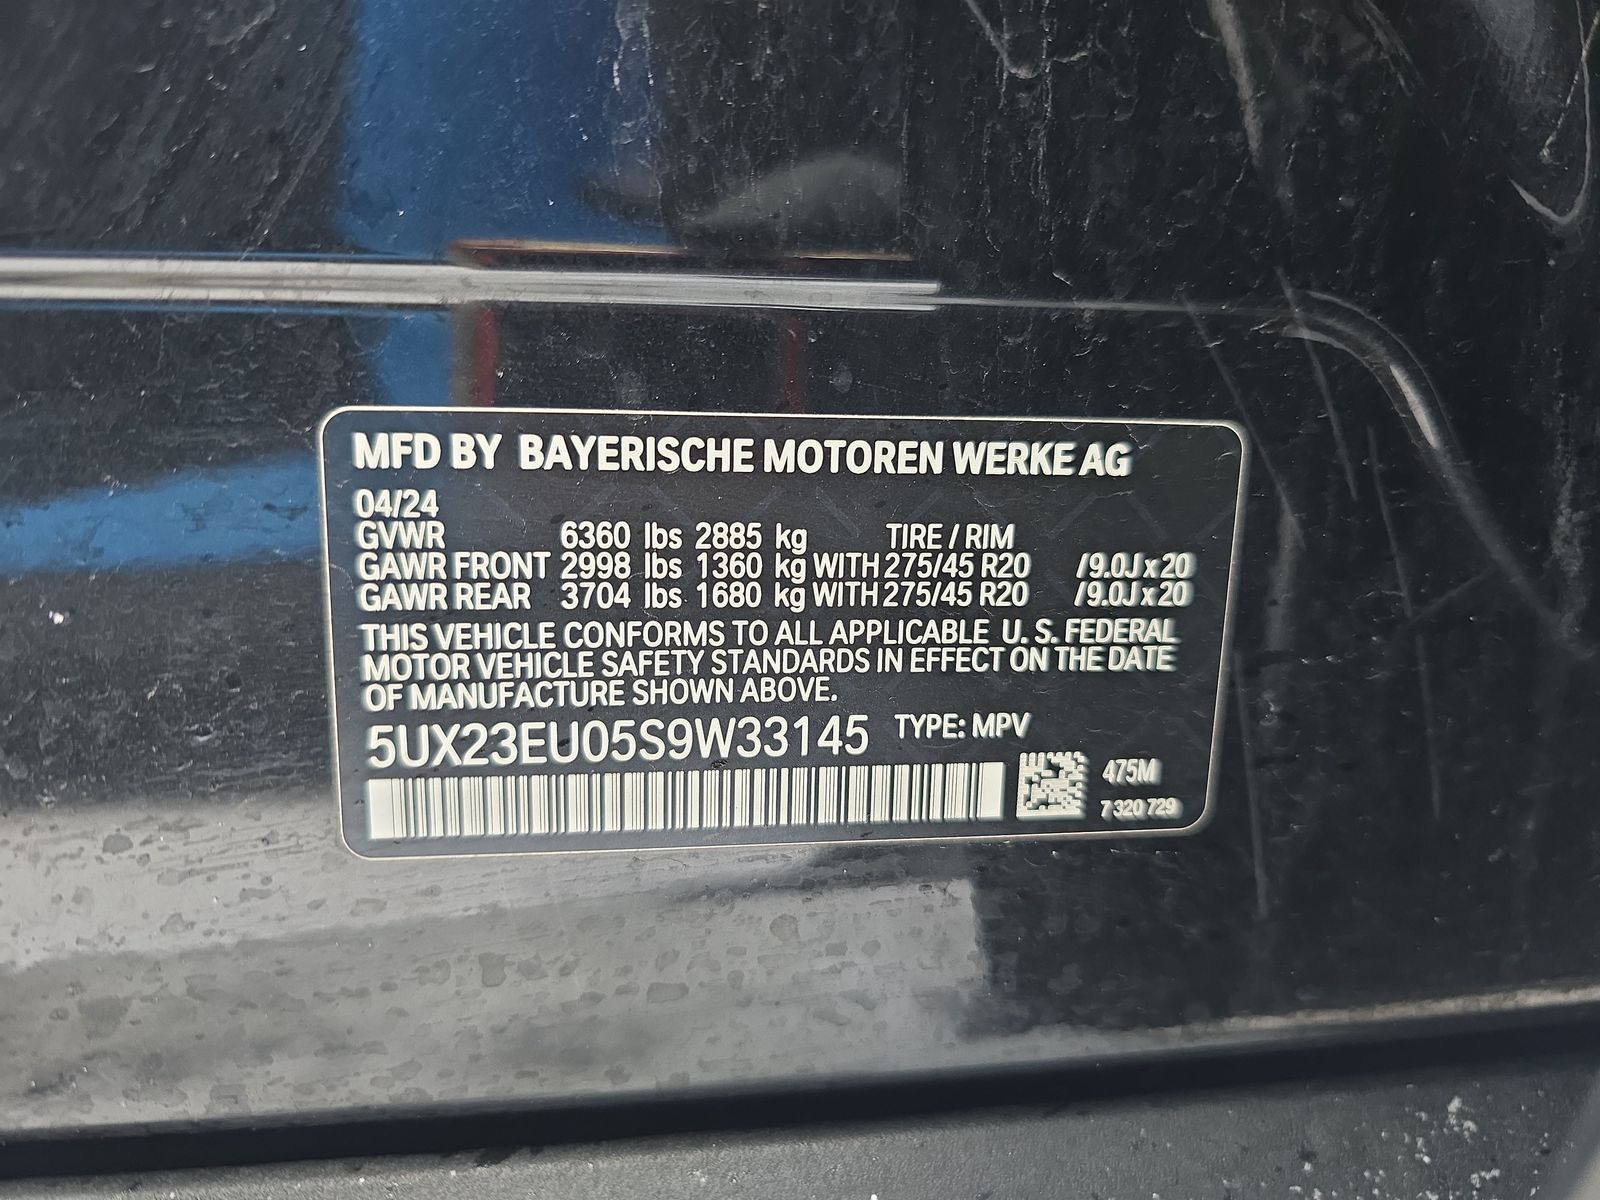 MFD BY BAYERISCHE MOTOREN WERKE AG
04/24
GVWR 6360 lbs 2885 kg TIRE / RIM
GAWR FRONT 2998 lbs 1360 kg WITH 275/45 R20 / 9.0J x 20
GAWR REAR 3704 lbs 1680 kg WITH 275/45 R20 / 9.0J x 20
THIS VEHICLE CONFORMS TO ALL APPLICABLE U. S. FEDERAL
MOTOR VEHICLE SAFETY STANDARDS IN EFFECT ON THE DATE
OF MANUFACTURE SHOWN ABOVE.
5UX23EU05S9W33145 TYPE: MPV
475M
7 320 729